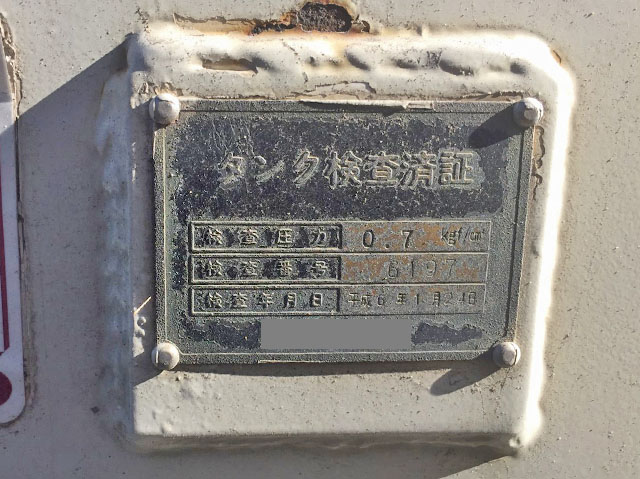 タンク検査済証
検査圧力 0.7 kgf/cm²
検査番号 6197
検査年月日 平成6年1月24日